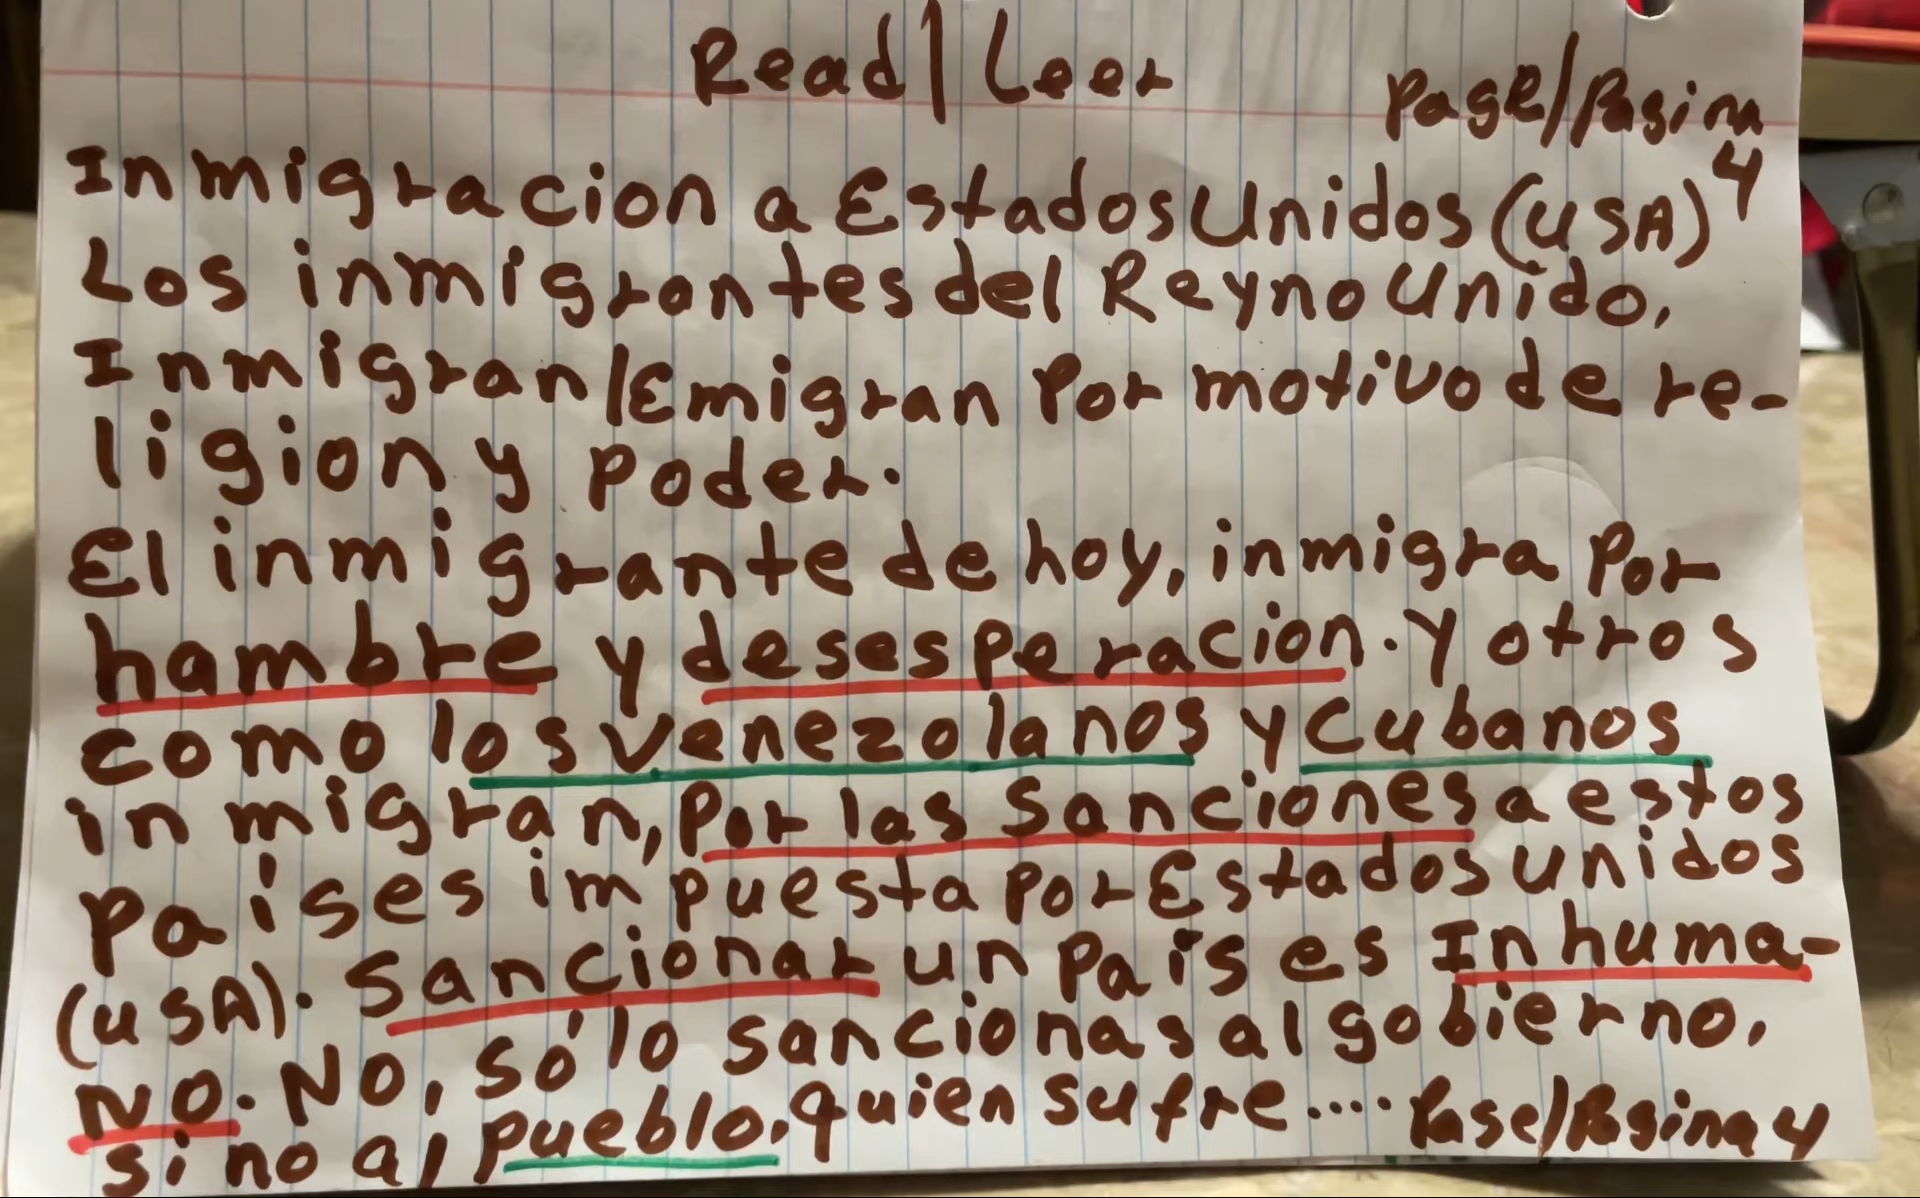 Read/Leer
Page/Pagina
4
Inmigracion a Estados Unidos (USA)
Los inmigrantes del Reyno Unido,
Inmigran/Emigran Por motivo de re-
ligion y poder.
El inmigrante de hoy, inmigra Por
hambre y desesperacion. Y otros
como los venezolanos y cubanos
inmigran, Por las Sanciones a estos
países impuesta por Estados unidos
(USA). Sancionar un País es Inhuma-
NO. NO, sólo sancionas al gobierno,
si no al pueblo, quien sufre.... Page/Pagina 4